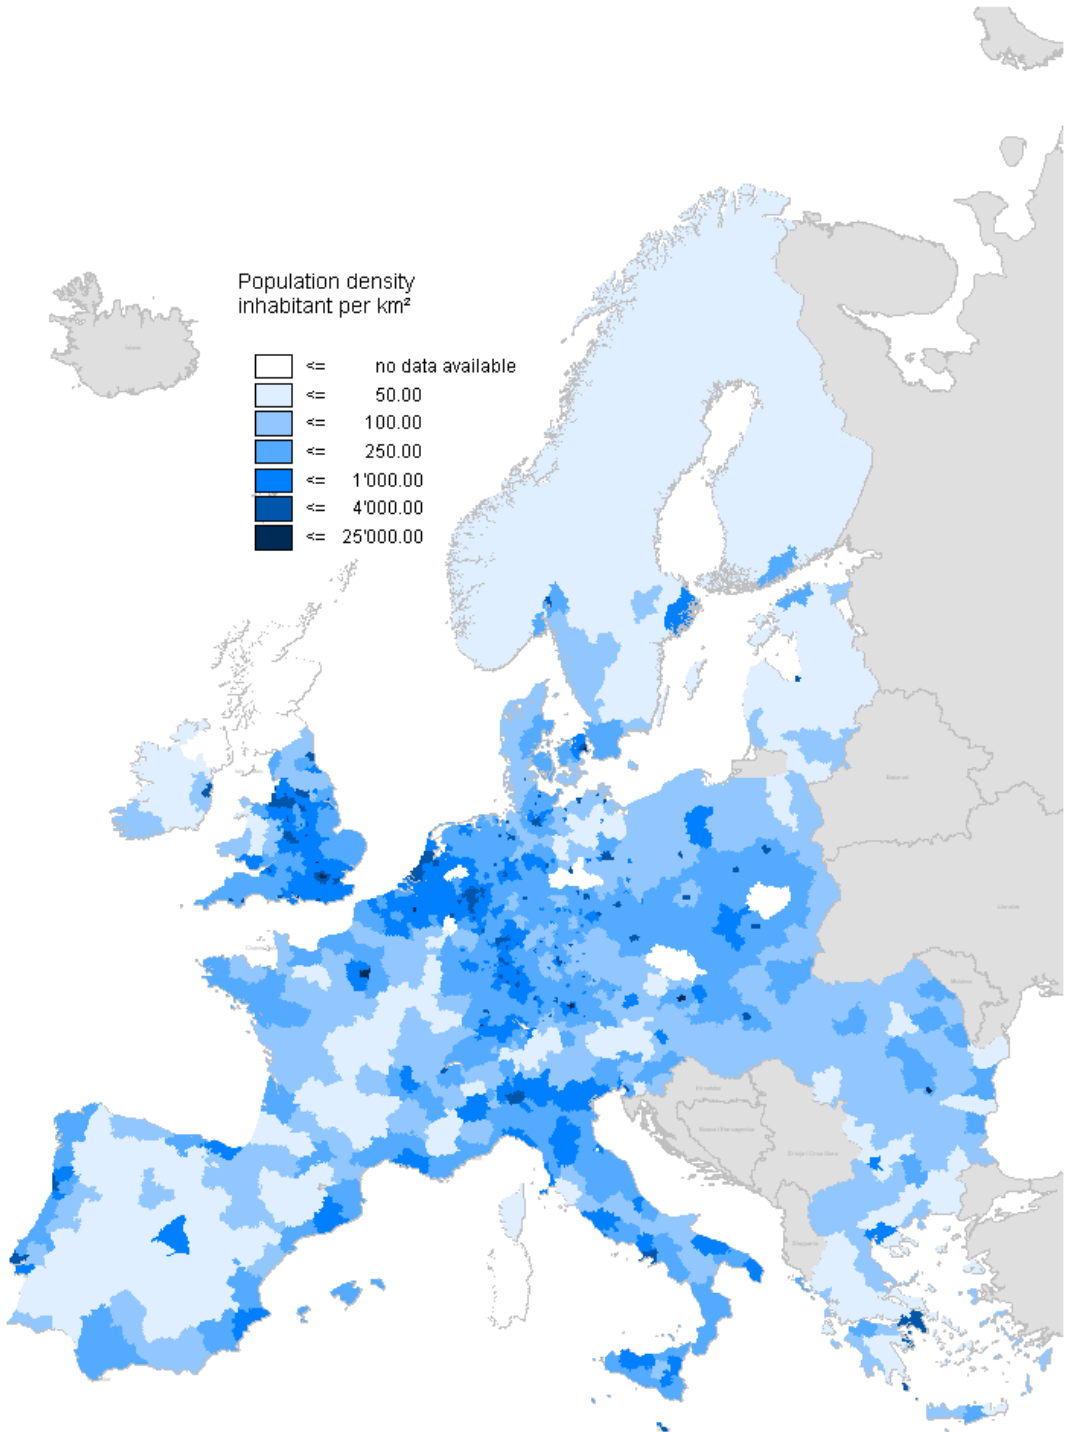 Population density
inhabitant per km²
<= no data available
<= 50.00
<= 100.00
<= 250.00
<= 1'000.00
<= 4'000.00
<= 25'000.00